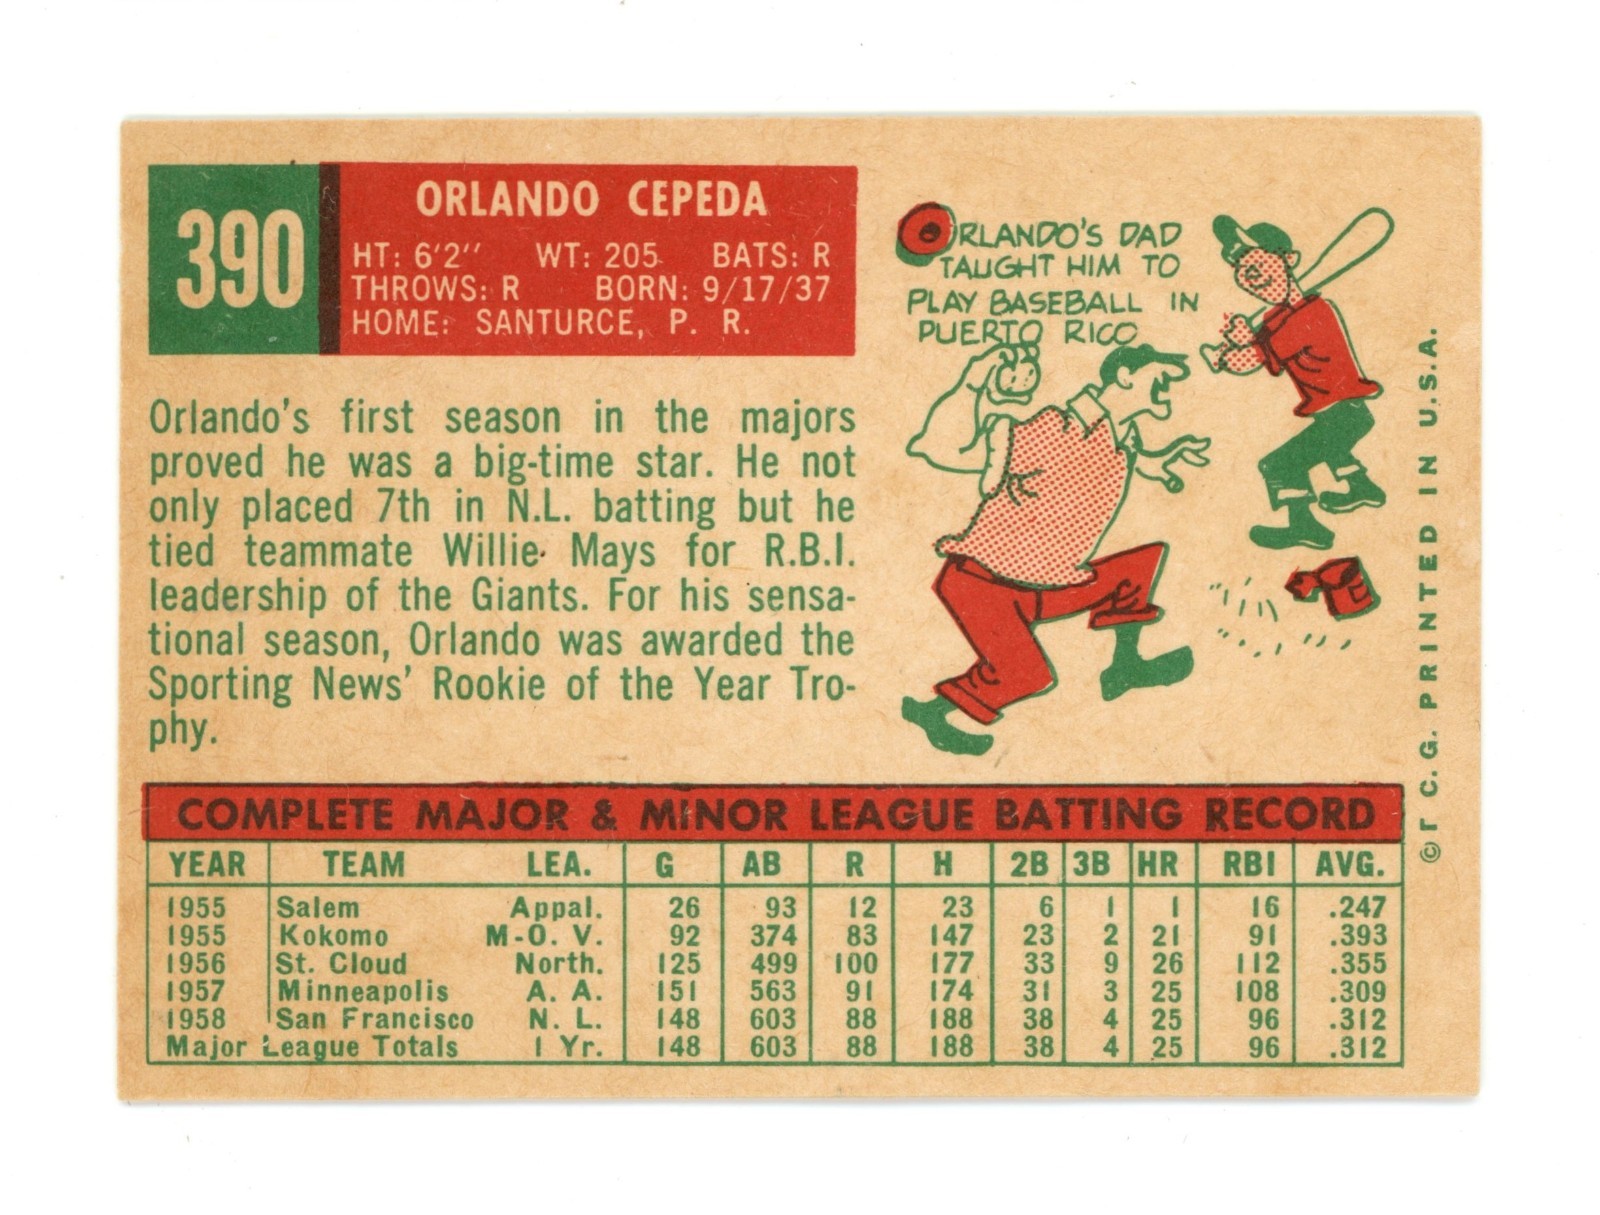 390
ORLANDO CEPEDA
HT: 6'2" WT: 205 BATS: R
THROWS: R BORN: 9/17/37
HOME: SANTURCE, P. R.
Orlando's first season in the majors
proved he was a big-time star. He not
only placed 7th in N.L. batting but he
tied teammate Willie Mays for R.B.I.
leadership of the Giants. For his sensa-
tional season, Orlando was awarded the
Sporting News' Rookie of the Year Tro-
phy.
ORLANDO'S DAD
TAUGHT HIM TO
PLAY BASEBALL IN
PUERTO RICO
COMPLETE MAJOR & MINOR LEAGUE BATTING RECORD
YEAR TEAM LEA. G AB R H 2B 3B HR RBI AVG.
1955 Salem Appal. 26 93 12 23 6 1 1 16 .247
1955 Kokomo M-O. V. 92 374 83 147 23 2 21 91 .393
1956 St. Cloud North. 125 499 100 177 33 9 26 112 .355
1957 Minneapolis A. A. 151 563 91 174 31 3 25 108 .309
1958 San Francisco N. L. 148 603 88 188 38 4 25 96 .312
Major League Totals 1 Yr. 148 603 88 188 38 4 25 96 .312
© T. C. G. PRINTED IN U.S.A.